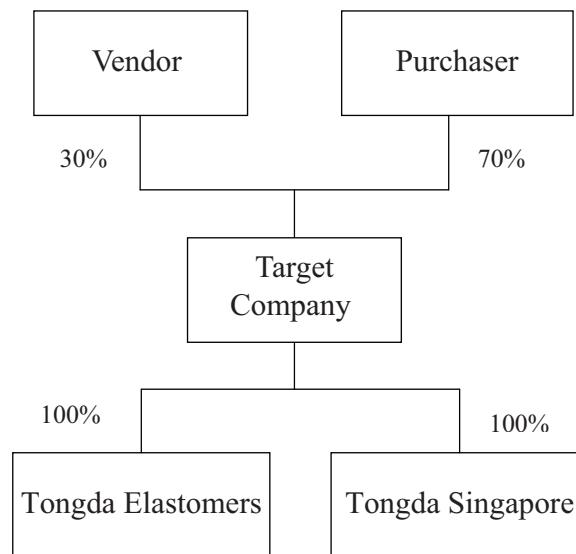 Vendor
Purchaser
30%
70%
Target
Company
100%
100%
Tongda Elastomers
Tongda Singapore